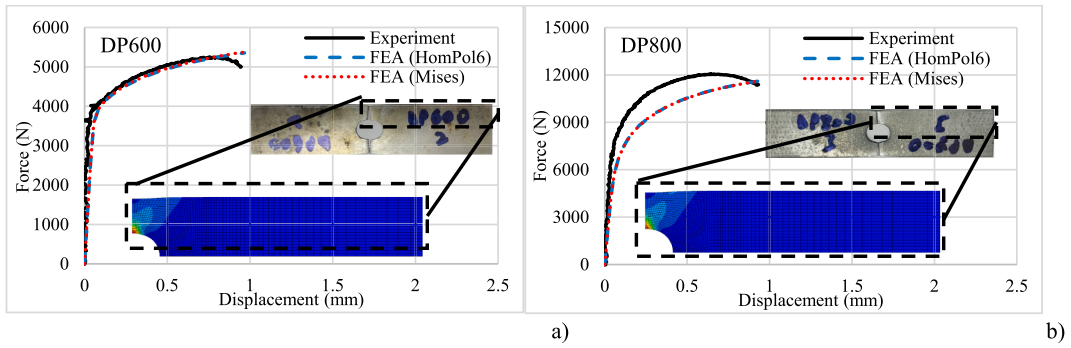 DP600
Experiment
FEA (HomPol6)
FEA (Mises)
6000
5000
4000
3000
2000
1000
0
Force (N)
0 0.5 1 1.5 2 2.5
Displacement (mm)
DP600
a)
DP800
Experiment
FEA (HomPol6)
FEA (Mises)
15000
12000
9000
6000
3000
0
Force (N)
0 0.5 1 1.5 2 2.5
Displacement (mm)
b)